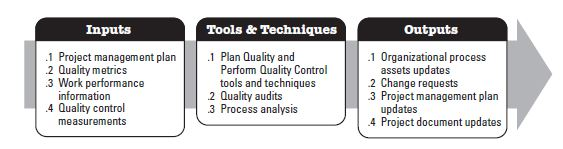 Inputs
.1 Project management plan
.2 Quality metrics
.3 Work performance
information
.4 Quality control
measurements
Tools & Techniques
.1 Plan Quality and
Perform Quality Control
tools and techniques
.2 Quality audits
.3 Process analysis
Outputs
.1 Organizational process
assets updates
.2 Change requests
.3 Project management plan
updates
.4 Project document updates